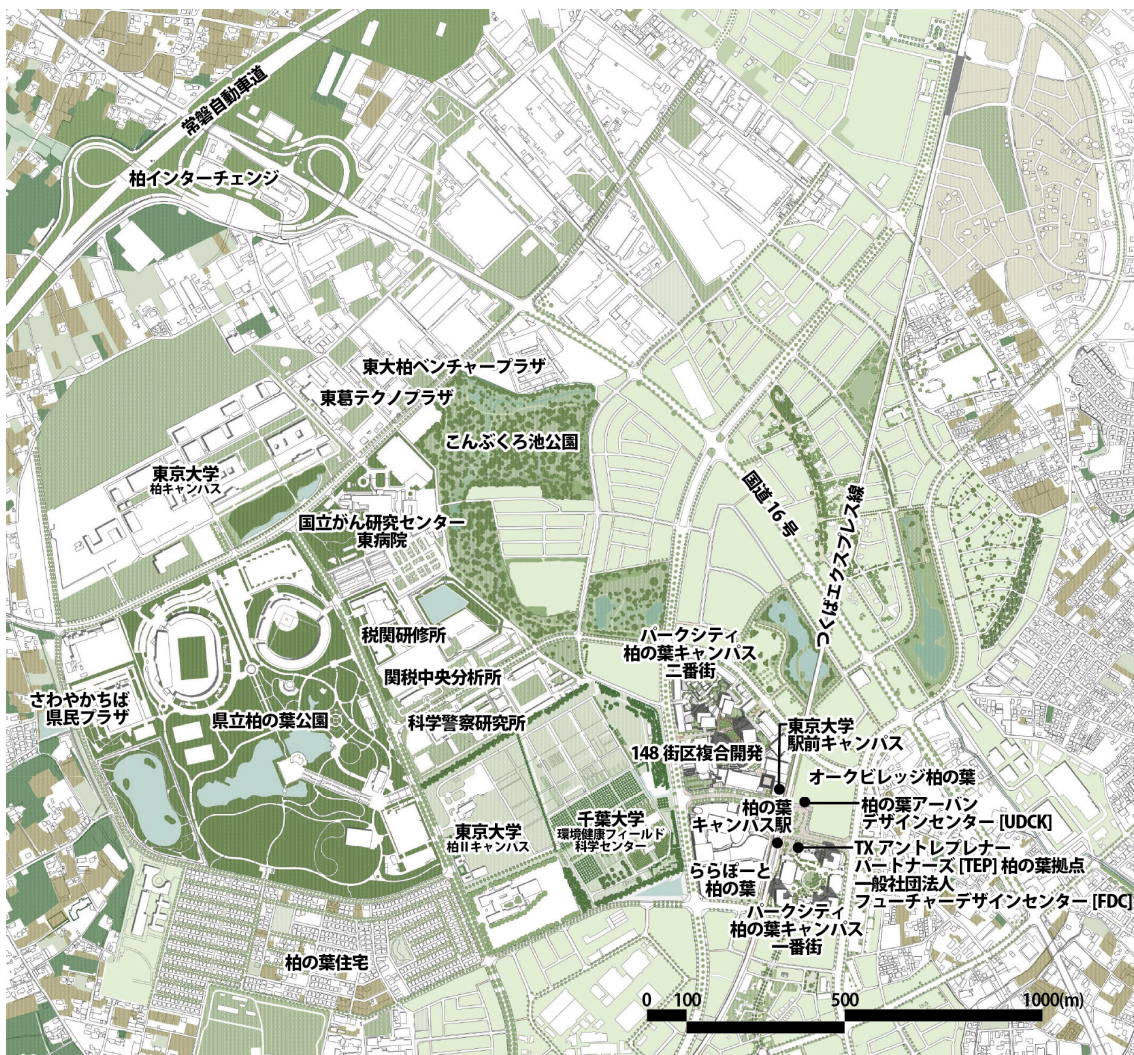 常磐自動車道
柏インターチェンジ
東大柏ベンチャープラザ
東葛テクノプラザ
こんぶくろ池公園
東京大学
柏キャンパス
国立がん研究センター
東病院
国道16号
つくばエクスプレス線
税関研修所
関税中央分析所
科学警察研究所
さわやかちば
県民プラザ
県立柏の葉公園
パークシティ
柏の葉キャンパス
二番街
148街区複合開発
東京大学
駅前キャンパス
オークビレッジ柏の葉
柏の葉
キャンパス駅
柏の葉アーバン
デザインセンター [UDCK]
東京大学
柏IIキャンパス
千葉大学
環境健康フィールド
科学センター
ららぽーと
柏の葉
TXアントレプレナー
パートナーズ [TEP] 柏の葉拠点
一般社団法人
フューチャーデザインセンター [FDC]
パークシティ
柏の葉キャンパス
一番街
柏の葉住宅
0 100 500 1000(m)